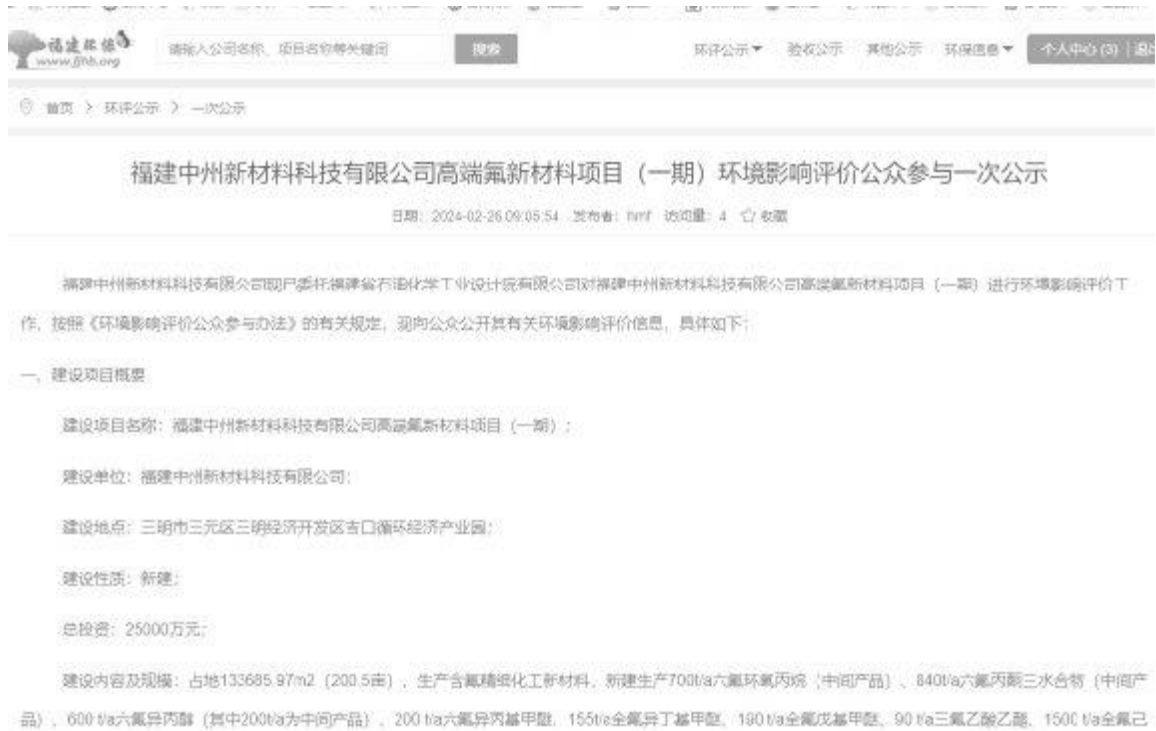 福建环保
www.fjhb.org
请输入公司名称、项目名称等关键词
搜索
环评公示 验收公示 其他公示 环保信息 个人中心 (3) | 退出
首页 > 环评公示 > 一次公示
福建中州新材料科技有限公司高端氟新材料项目（一期）环境影响评价公众参与一次公示
日期：2024-02-26 09:05:54 发布者：hmf 访问量：4 收藏
福建中州新材料科技有限公司现已委托福建省石油化学工业设计院有限公司对福建中州新材料科技有限公司高端氟新材料项目（一期）进行环境影响评价工
作，按照《环境影响评价公众参与办法》的有关规定，现向公众公开其有关环境影响评价信息，具体如下：
一、建设项目概要
建设项目名称：福建中州新材料科技有限公司高端氟新材料项目（一期）；
建设单位：福建中州新材料科技有限公司；
建设地点：三明市三元区三明经济开发区吉口循环经济产业园；
建设性质：新建；
总投资：25000万元；
建设内容及规模：占地133685.97m2（200.5亩），生产含氟精细化工新材料，新建生产700t/a六氟环氧丙烷（中间产品）、840t/a六氟丙酮三水合物（中间产
品）、600 t/a六氟异丙醇（其中200t/a为中间产品）、200 t/a六氟异丙基甲醚、155t/a全氟异丁基甲醚、190 t/a全氟戊基甲醚、90 t/a三氟乙酸乙酯、1500 t/a全氟己